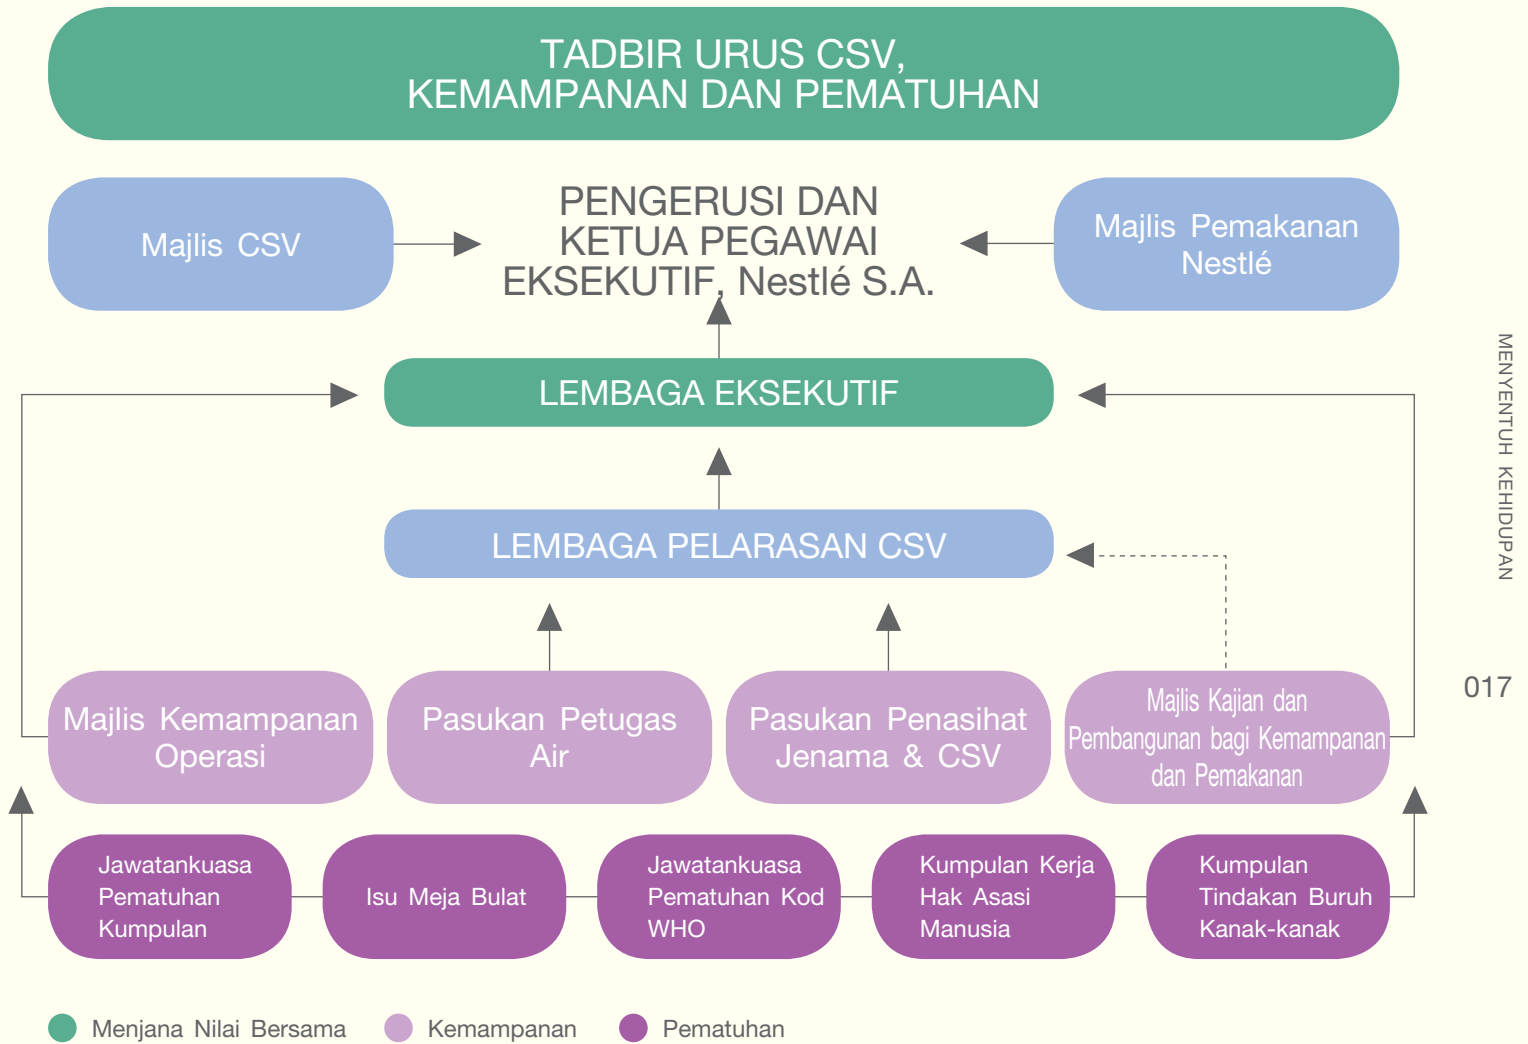 TADBIR URUS CSV,
KEMAMPANAN DAN PEMATUHAN
Majlis CSV
PENGERUSI DAN
KETUA PEGAWAI
EKSEKUTIF, Nestlé S.A.
Majlis Pemakanan
Nestlé
LEMBAGA EKSEKUTIF
LEMBAGA PELARASAN CSV
Majlis Kemampanan
Operasi
Pasukan Petugas
Air
Pasukan Penasihat
Jenama & CSV
Majlis Kajian dan
Pembangunan bagi Kemampanan
dan Pemakanan
Jawatankuasa
Pematuhan
Kumpulan
Isu Meja Bulat
Jawatankuasa
Pematuhan Kod
WHO
Kumpulan Kerja
Hak Asasi
Manusia
Kumpulan
Tindakan Buruh
Kanak-kanak
Menjana Nilai Bersama
Kemampanan
Pematuhan
MENYENTUH KEHIDUPAN
017